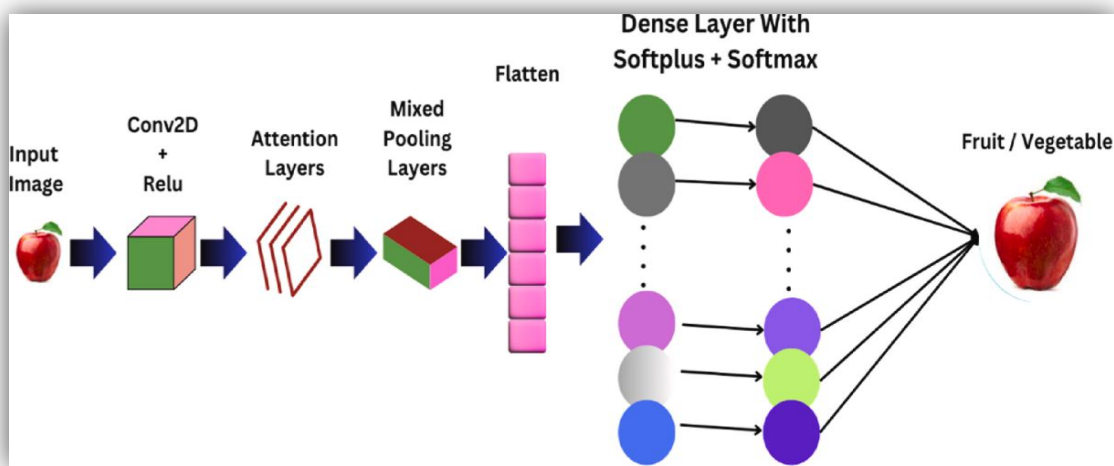 Input
Image
Conv2D
+
Relu
Attention
Layers
Mixed
Pooling
Layers
Flatten
Dense Layer With
Softplus + Softmax
Fruit / Vegetable